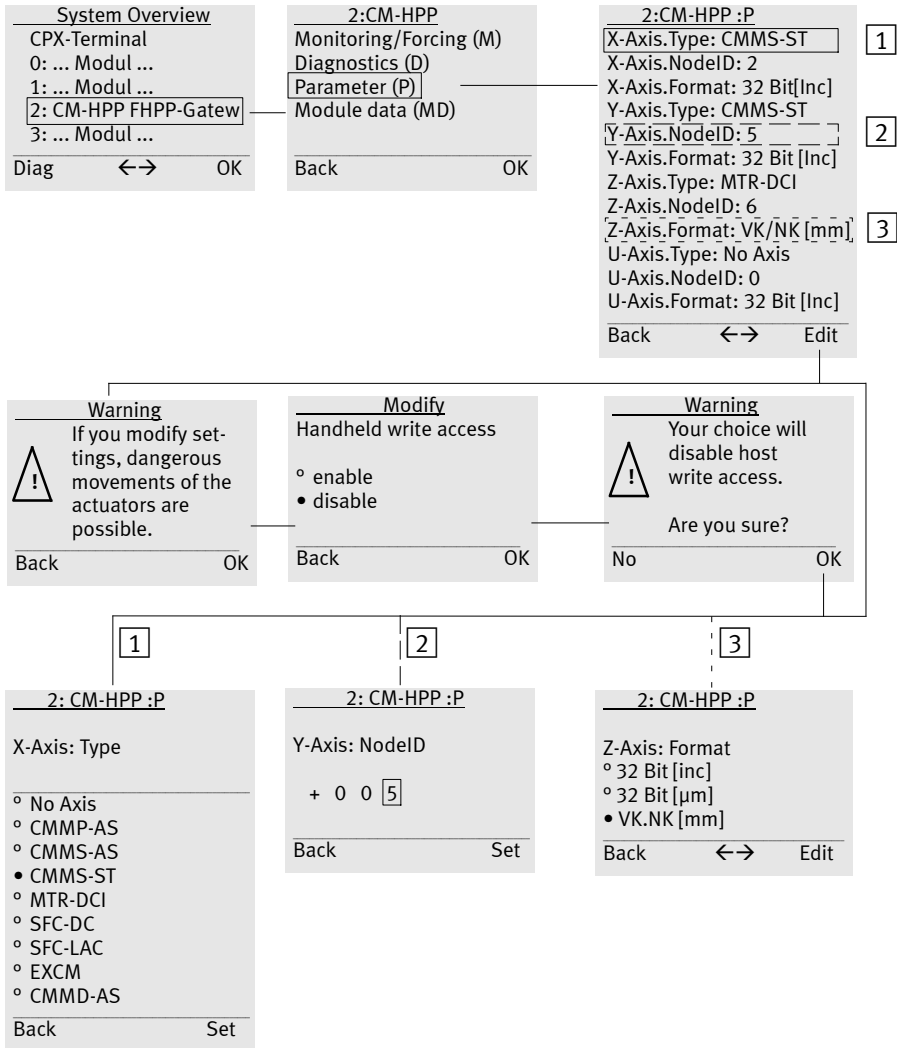 System Overview
CPX-Terminal
0: ... Modul ...
1: ... Modul ...
2: CM-HPP FHPP-Gatew
3: ... Modul ...
Diag ←→ OK
2:CM-HPP
Monitoring/Forcing (M)
Diagnostics (D)
Parameter (P)
Module data (MD)
Back OK
2:CM-HPP :P
X-Axis.Type: CMMS-ST
X-Axis.NodeID: 2
X-Axis.Format: 32 Bit[Inc]
Y-Axis.Type: CMMS-ST
Y-Axis.NodeID: 5
Y-Axis.Format: 32 Bit [Inc]
Z-Axis.Type: MTR-DCI
Z-Axis.NodeID: 6
Z-Axis.Format: VK/NK [mm]
U-Axis.Type: No Axis
U-Axis.NodeID: 0
U-Axis.Format: 32 Bit [Inc]
Back ←→ Edit
1
2
3
Warning
If you modify set-
tings, dangerous
movements of the
actuators are
possible.
!
Back OK
Modify
Handheld write access
° enable
• disable
Back OK
Warning
Your choice will
disable host
write access.
!
Are you sure?
No OK
1
2
3
2: CM-HPP :P
X-Axis: Type
° No Axis
° CMMP-AS
° CMMS-AS
• CMMS-ST
° MTR-DCI
° SFC-DC
° SFC-LAC
° EXCM
° CMMD-AS
Back Set
2: CM-HPP :P
Y-Axis: NodeID
+ 0 0 5
Back Set
2: CM-HPP :P
Z-Axis: Format
° 32 Bit [inc]
° 32 Bit [µm]
• VK.NK [mm]
Back ←→ Edit